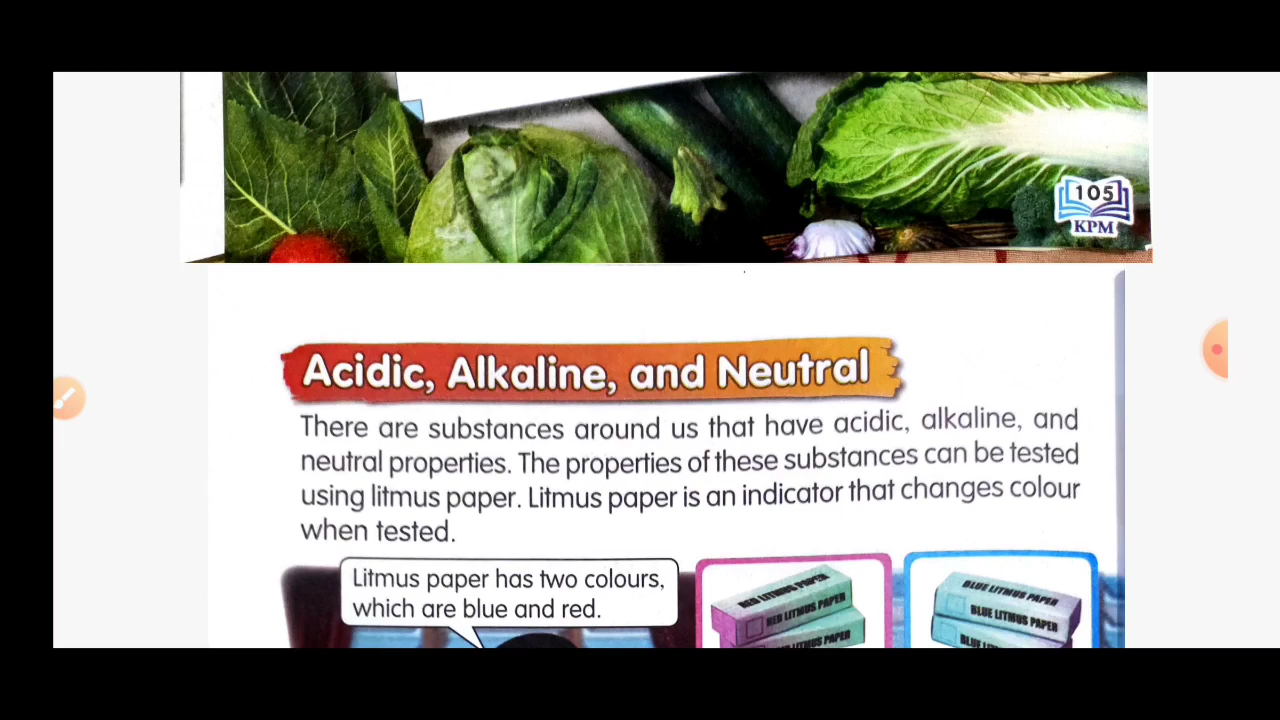 105
KPM
Acidic, Alkaline, and Neutral
There are substances around us that have acidic, alkaline, and
neutral properties. The properties of these substances can be tested
using litmus paper. Litmus paper is an indicator that changes colour
when tested.
Litmus paper has two colours,
which are blue and red.
RED LITMUS PAPER
RED LITMUS PAPER
LITMUS PAPER
BLUE LITMUS PAPER
BLUE LITMUS PAPER